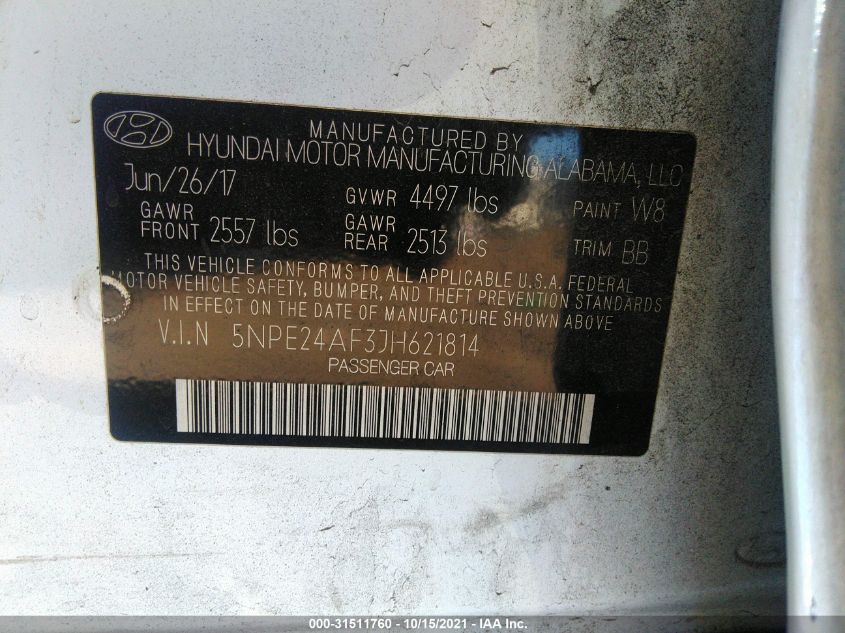 MANUFACTURED BY
HYUNDAI MOTOR MANUFACTURING ALABAMA, LLC
Jun/26/17 GVWR 4497 lbs PAINT W8
GAWR FRONT 2557 lbs GAWR REAR 2513 lbs TRIM BB
THIS VEHICLE CONFORMS TO ALL APPLICABLE U.S.A. FEDERAL
MOTOR VEHICLE SAFETY, BUMPER, AND THEFT PREVENTION STANDARDS
IN EFFECT ON THE DATE OF MANUFACTURE SHOWN ABOVE
V.I.N 5NPE24AF3JH621814
PASSENGER CAR
000-31511760 - 10/15/2021 - IAA Inc.